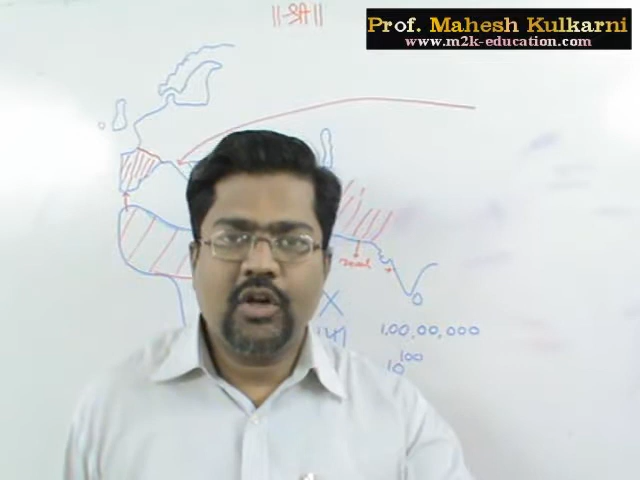 ॥-श्री॥
Prof. Mahesh Kulkarni
www.m2k-education.com
X
1,00,00,000
10^100